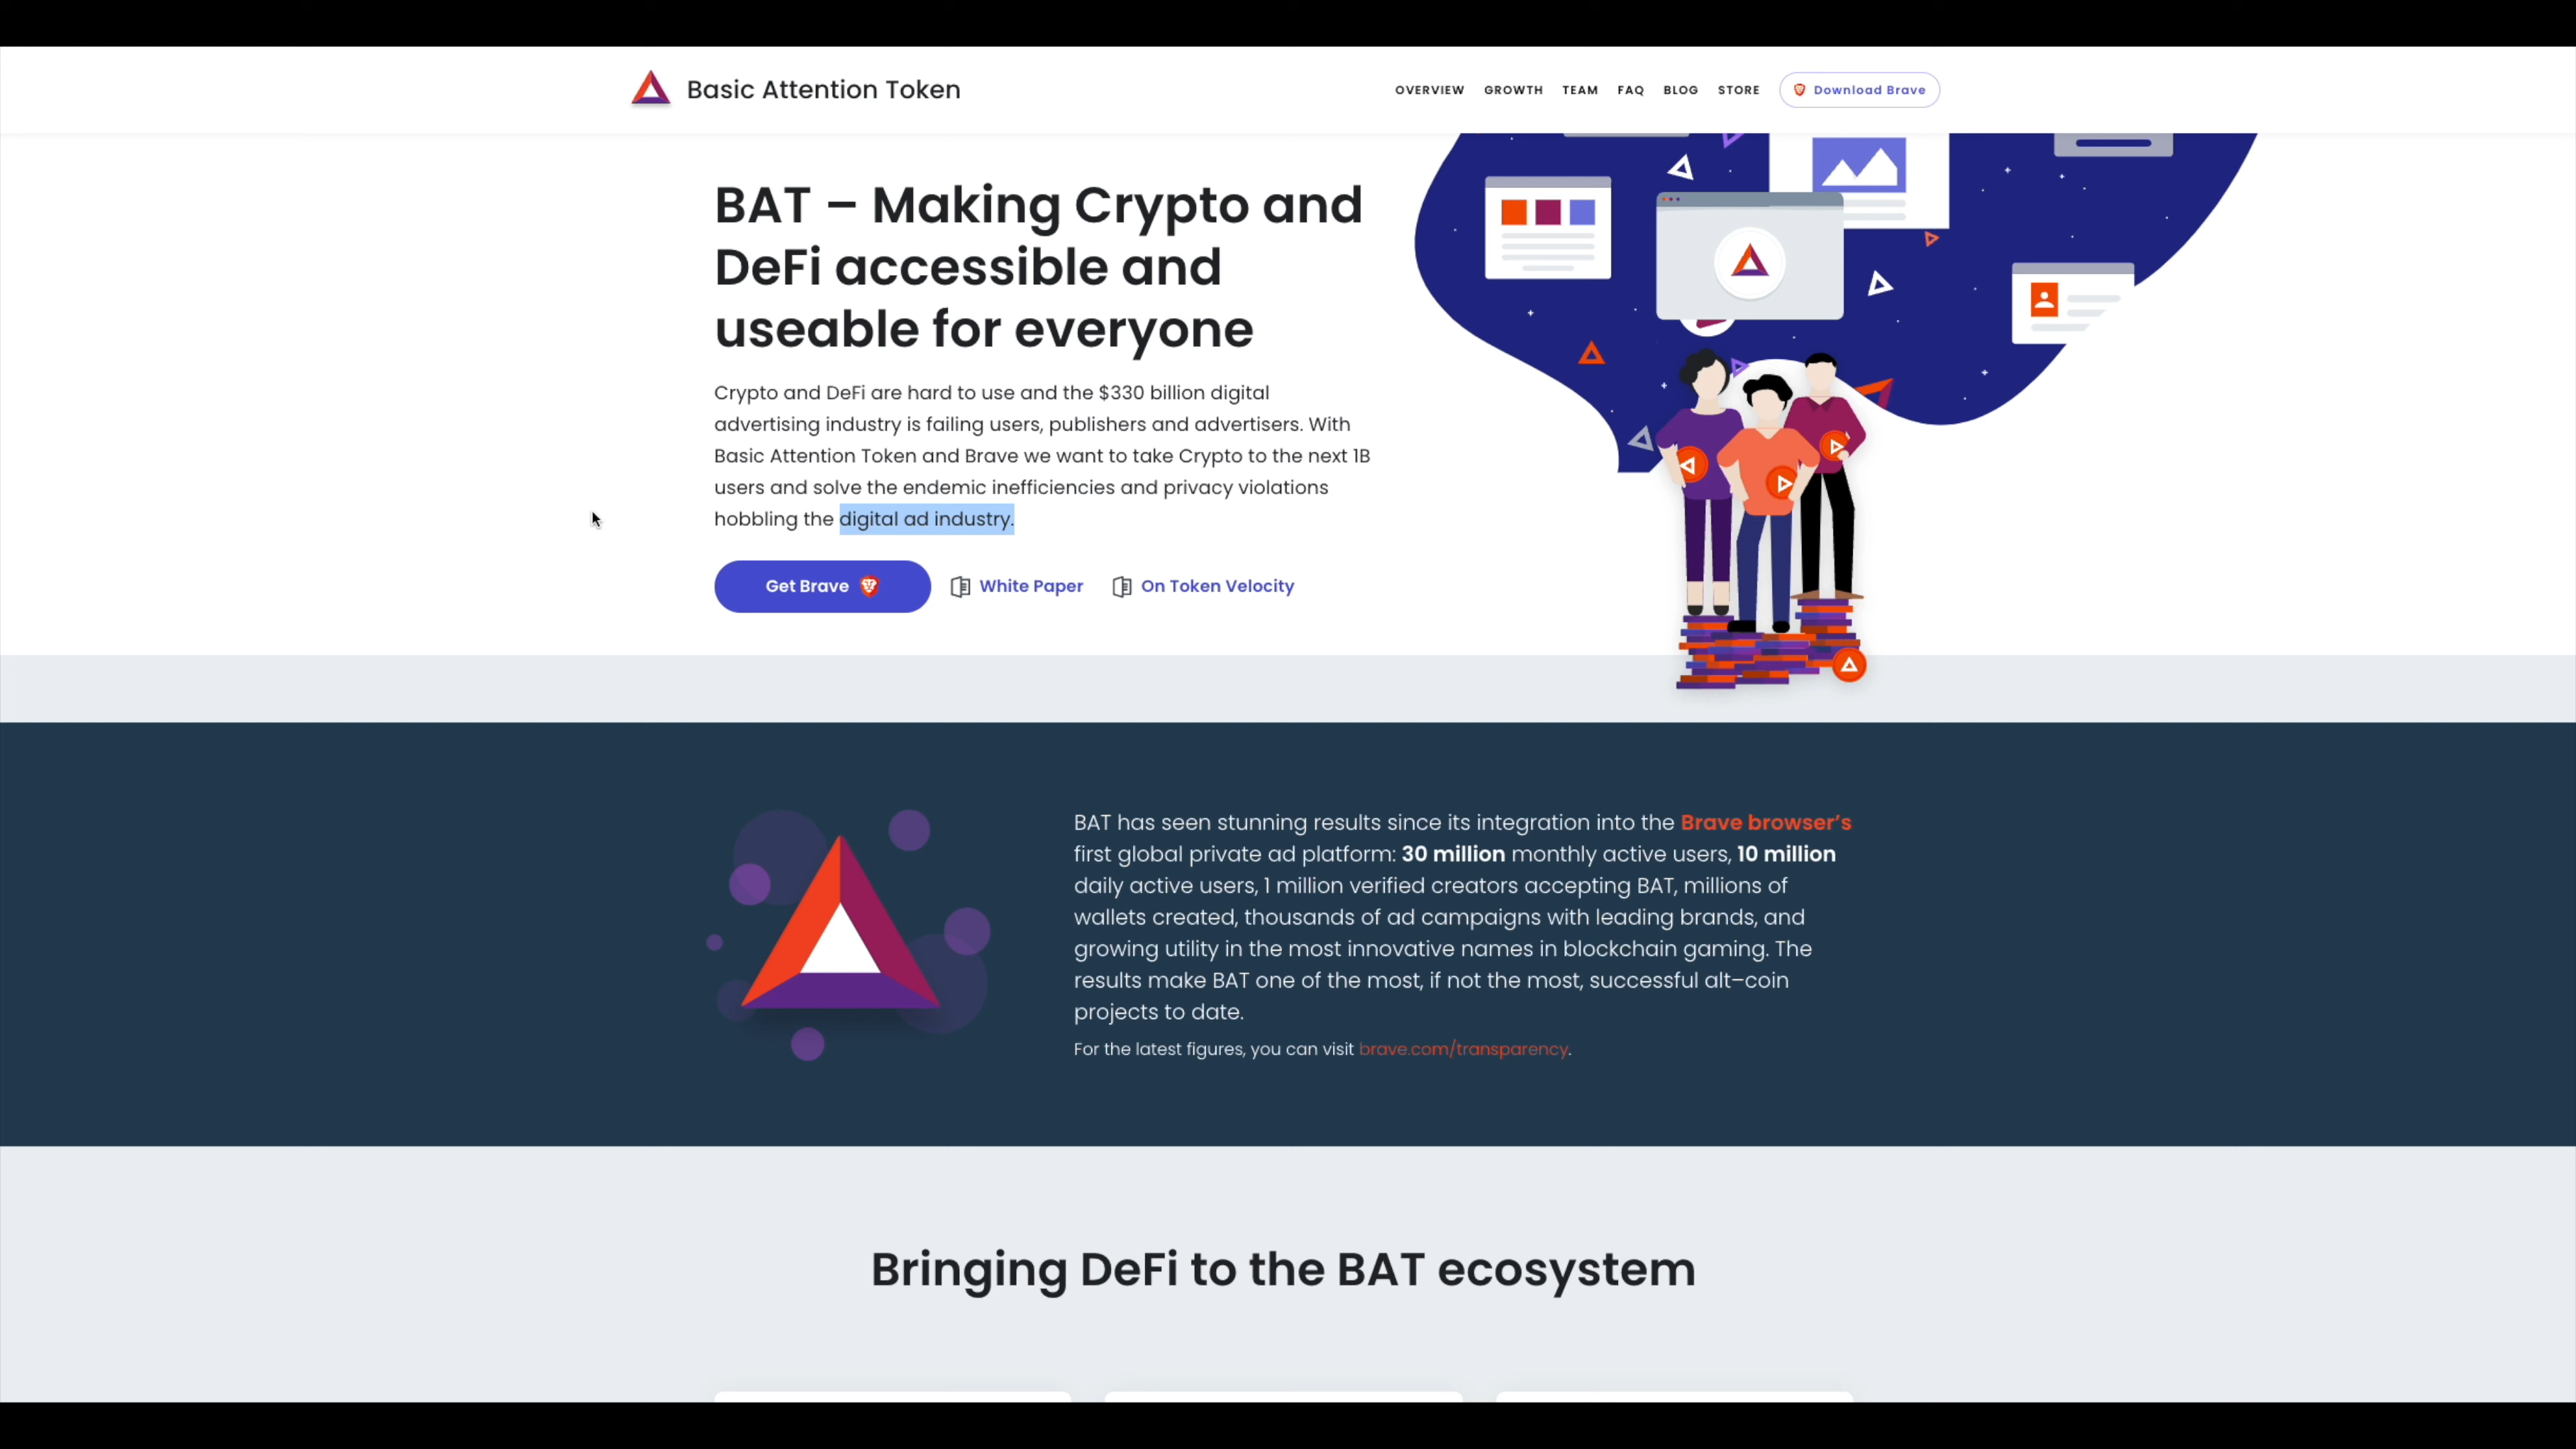 Basic Attention Token
OVERVIEW GROWTH TEAM FAQ BLOG STORE Download Brave
BAT – Making Crypto and
DeFi accessible and
useable for everyone
Crypto and DeFi are hard to use and the $330 billion digital
advertising industry is failing users, publishers and advertisers. With
Basic Attention Token and Brave we want to take Crypto to the next 1B
users and solve the endemic inefficiencies and privacy violations
hobbling the digital ad industry.
Get Brave White Paper On Token Velocity
BAT has seen stunning results since its integration into the Brave browser’s
first global private ad platform: 30 million monthly active users, 10 million
daily active users, 1 million verified creators accepting BAT, millions of
wallets created, thousands of ad campaigns with leading brands, and
growing utility in the most innovative names in blockchain gaming. The
results make BAT one of the most, if not the most, successful alt–coin
projects to date.
For the latest figures, you can visit brave.com/transparency.
Bringing DeFi to the BAT ecosystem